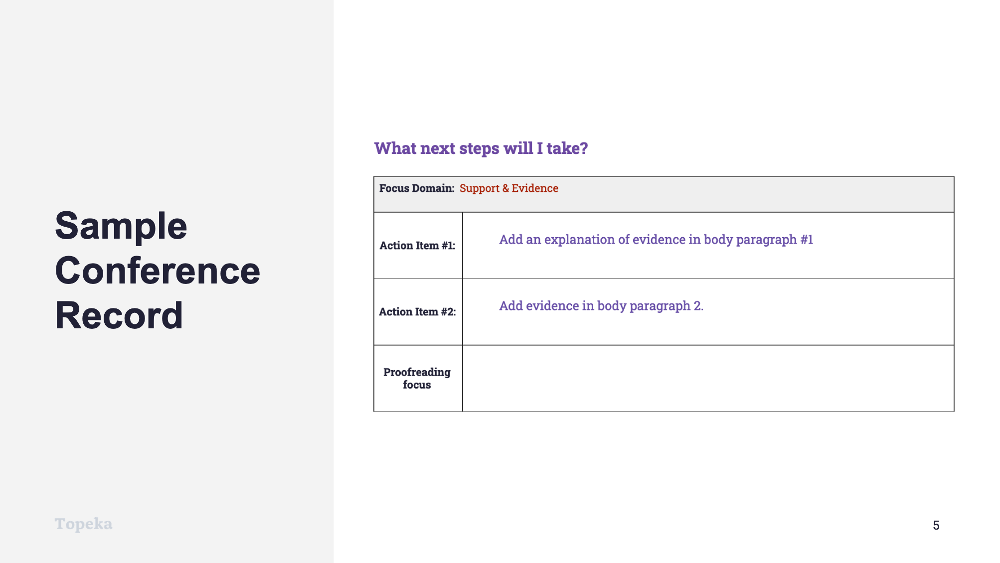 Sample
Conference
Record
Topeka
What next steps will I take?
Focus Domain: Support & Evidence
Action Item #1:
Add an explanation of evidence in body paragraph #1
Action Item #2:
Add evidence in body paragraph 2.
Proofreading
focus
5